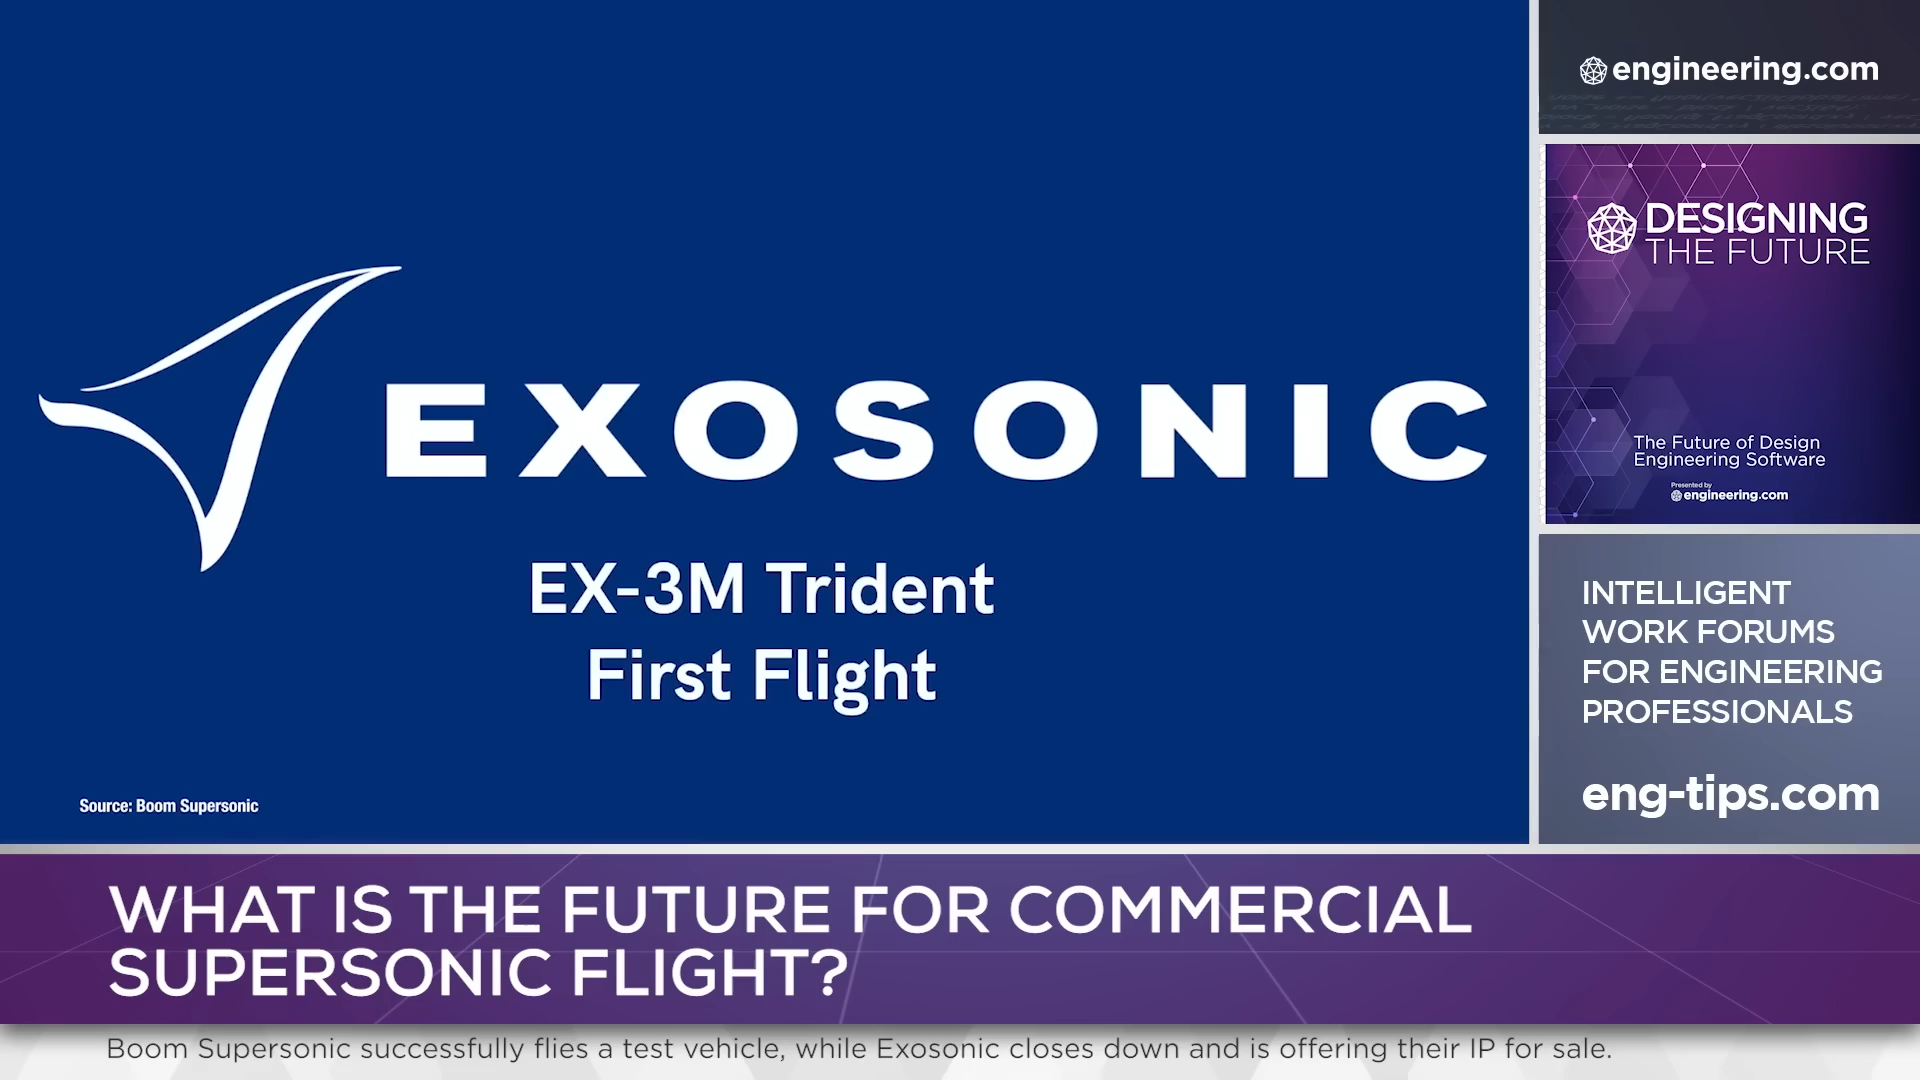 EXOSONIC
EX-3M Trident
First Flight
Source: Boom Supersonic
engineering.com
DESIGNING
THE FUTURE
The Future of Design
Engineering Software
Presented by
engineering.com
INTELLIGENT
WORK FORUMS
FOR ENGINEERING
PROFESSIONALS
eng-tips.com
WHAT IS THE FUTURE FOR COMMERCIAL
SUPERSONIC FLIGHT?
Boom Supersonic successfully flies a test vehicle, while Exosonic closes down and is offering their IP for sale.